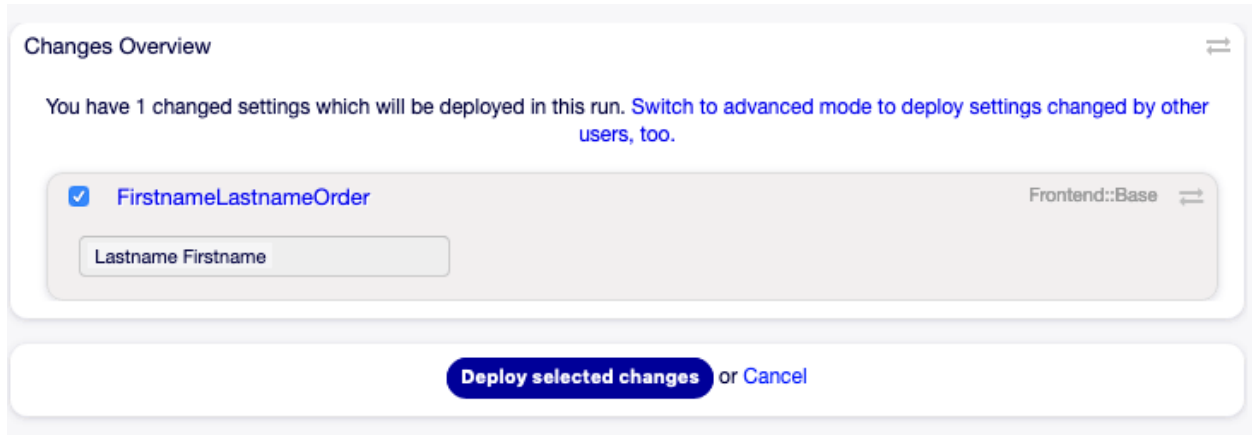 Changes Overview
You have 1 changed settings which will be deployed in this run. Switch to advanced mode to deploy settings changed by other
users, too.
FirstnameLastnameOrder
Frontend::Base
Lastname Firstname
Deploy selected changes or Cancel